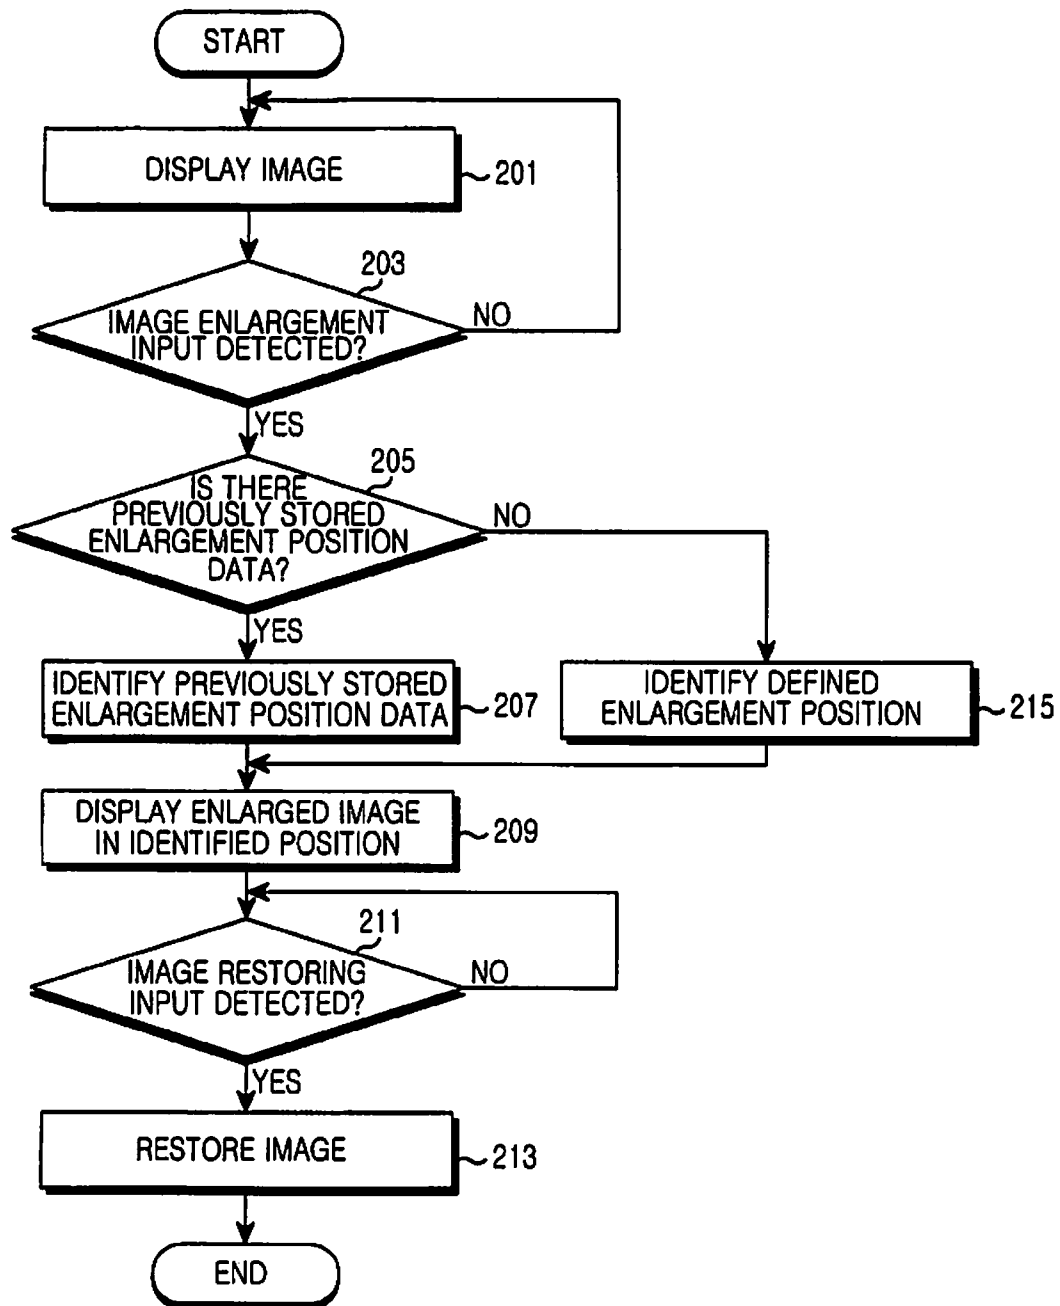 START
DISPLAY IMAGE
201
203
IMAGE ENLARGEMENT
INPUT DETECTED?
NO
YES
205
IS THERE
PREVIOUSLY STORED
ENLARGEMENT POSITION
DATA?
NO
YES
IDENTIFY PREVIOUSLY STORED
ENLARGEMENT POSITION DATA
207
IDENTIFY DEFINED
ENLARGEMENT POSITION
215
DISPLAY ENLARGED IMAGE
IN IDENTIFIED POSITION
209
211
IMAGE RESTORING
INPUT DETECTED?
NO
YES
RESTORE IMAGE
213
END